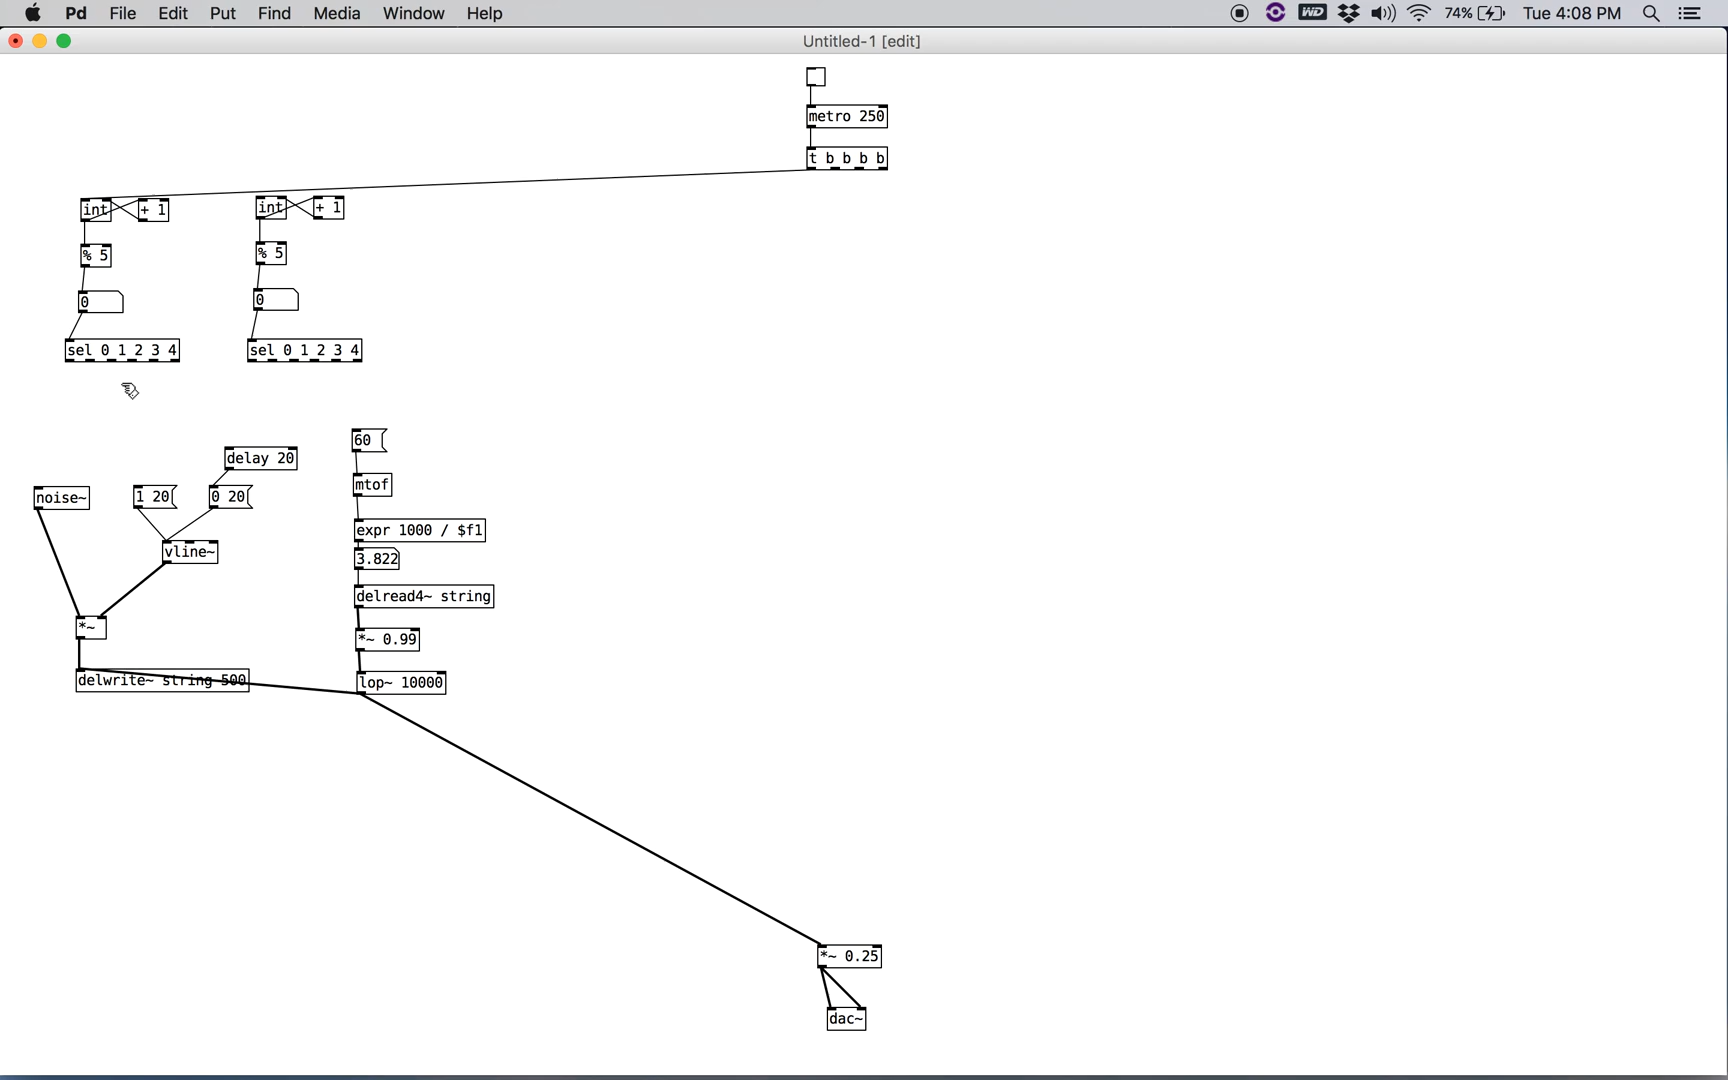 Pd File Edit Put Find Media Window Help WD 74% Tue 4:08 PM
Untitled-1 [edit]
metro 250
t b b b b
int + 1 int + 1
% 5 % 5
0 0
sel 0 1 2 3 4 sel 0 1 2 3 4
60
delay 20
mtof
noise~ 1 20 0 20
expr 1000 / $f1
vline~ 3.822
delread4~ string
*~ *~ 0.99
delwrite~ string 500 lop~ 10000
*~ 0.25
dac~